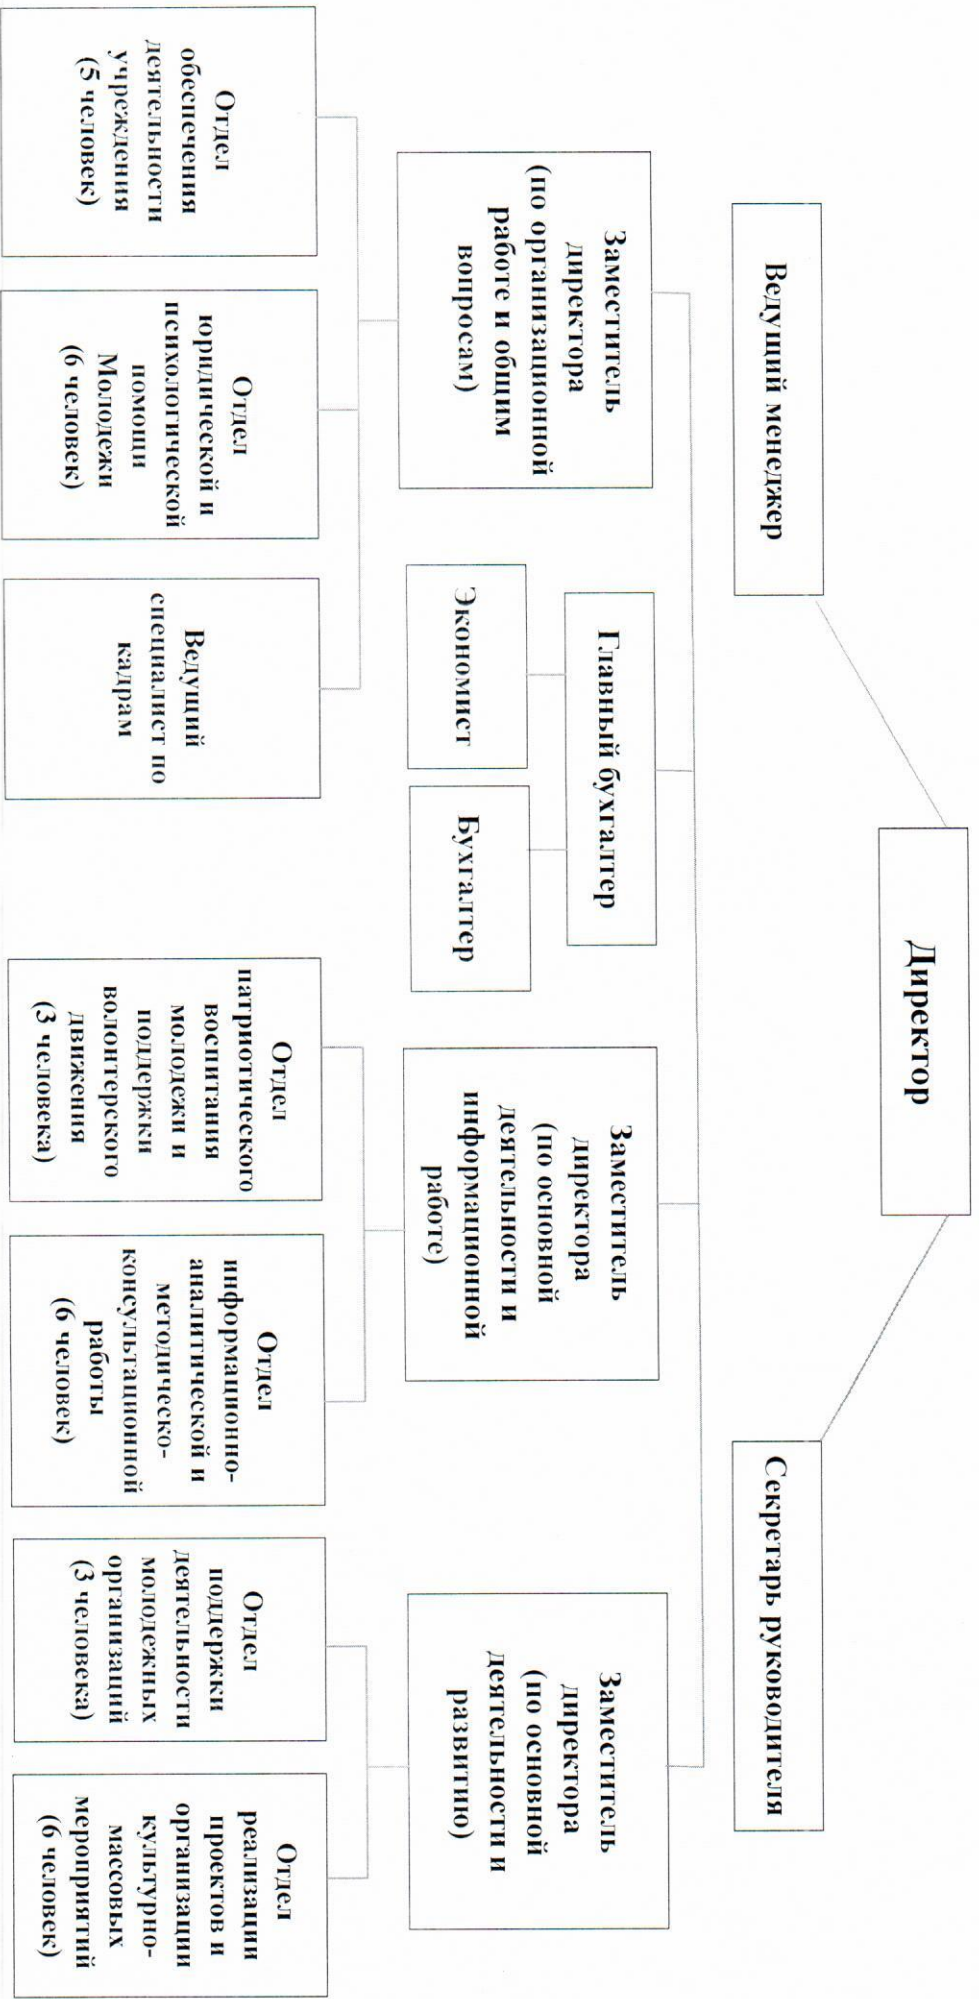 Директор
Ведущий менеджер
Секретарь руководителя
Заместитель
директора
(по организационной
работе и общим
вопросам)
Главный бухгалтер
Экономист
Бухгалтер
Заместитель
директора
(по основной
деятельности и
информационной
работе)
Заместитель
директора
(по основной
деятельности и
развитию)
Отдел
обеспечения
деятельности
учреждения
(5 человек)
Отдел
юридической и
психологической
помощи
Молодежи
(6 человек)
Ведущий
специалист по
кадрам
Отдел
патриотического
воспитания
молодежи и
поддержки
волонтерского
движения
(3 человека)
Отдел
информационно-
аналитической и
методическо-
консультационной
работы
(6 человек)
Отдел
поддержки
деятельности
молодежных
организаций
(3 человека)
Отдел
реализации
проектов и
организации
культурно-
массовых
мероприятий
(6 человек)